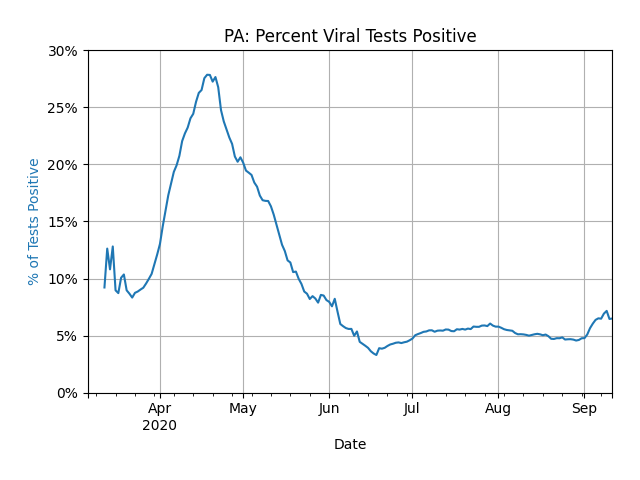 PA: Percent Viral Tests Positive
30%
25%
20%
15%
10%
5%
0%
% of Tests Positive
Apr
2020
May
Jun
Jul
Aug
Sep
Date